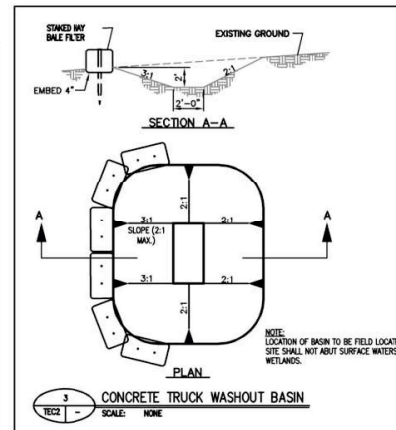 STAKED HAY
BALE FILTER
EXISTING GROUND
3:1
2'
2:1
EMBED 4"
2'-0"
SECTION A-A
A
A
2:1
3:1
2:1
SLOPE (2:1
MAX.)
3:1
2:1
2:1
NOTE:
LOCATION OF BASIN TO BE FIELD LOCAT
SITE SHALL NOT ABUT SURFACE WATERS
WETLANDS.
PLAN
3
TEC2
-
CONCRETE TRUCK WASHOUT BASIN
SCALE: NONE